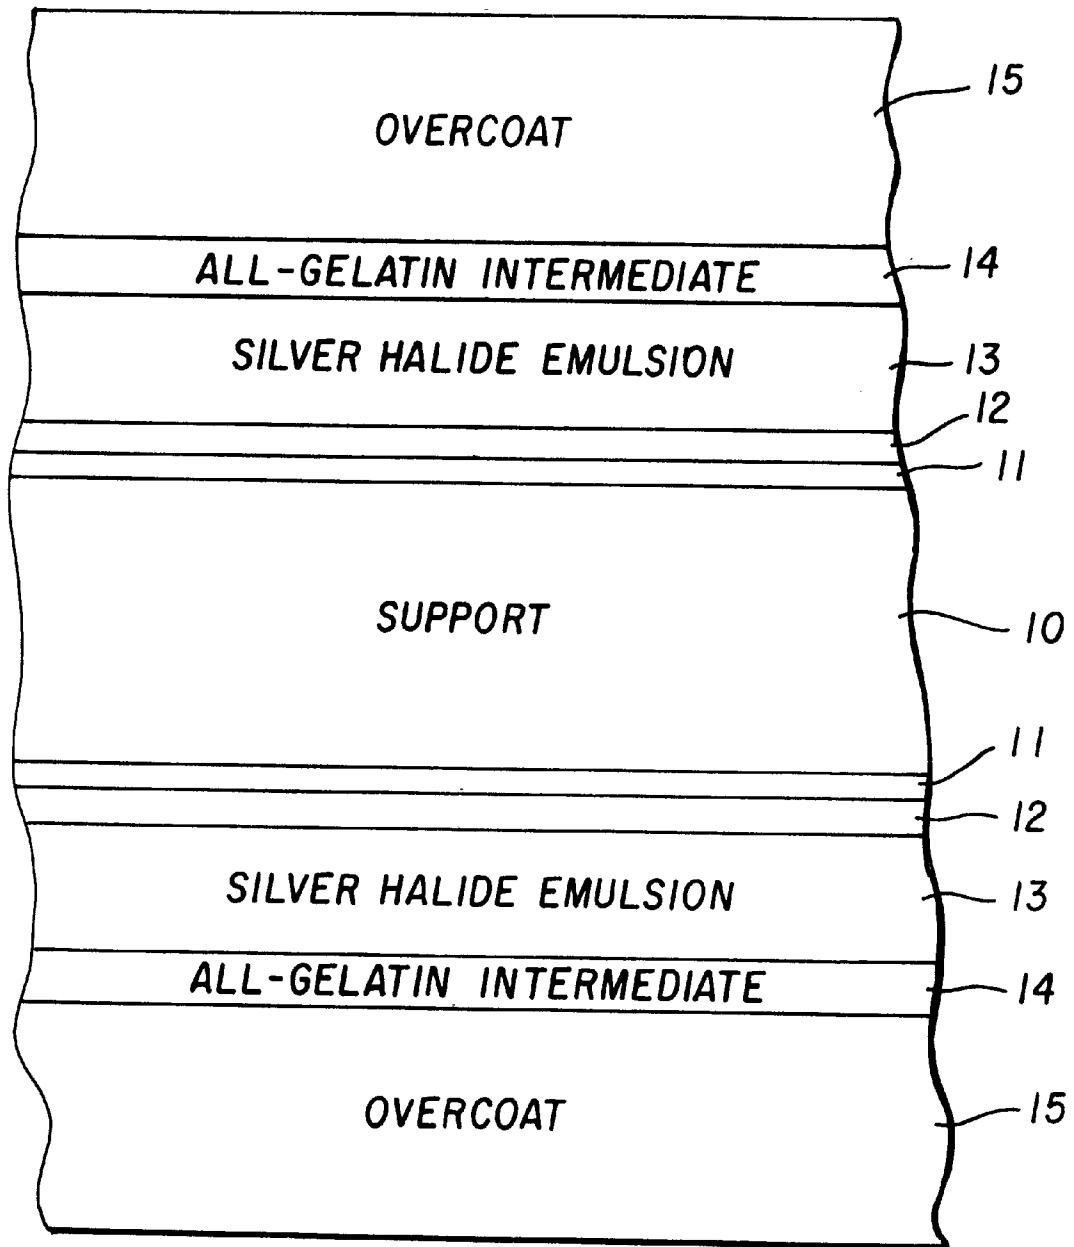 OVERCOAT
15
ALL-GELATIN INTERMEDIATE
14
SILVER HALIDE EMULSION
13
12
11
SUPPORT
10
11
12
SILVER HALIDE EMULSION
13
ALL-GELATIN INTERMEDIATE
14
OVERCOAT
15